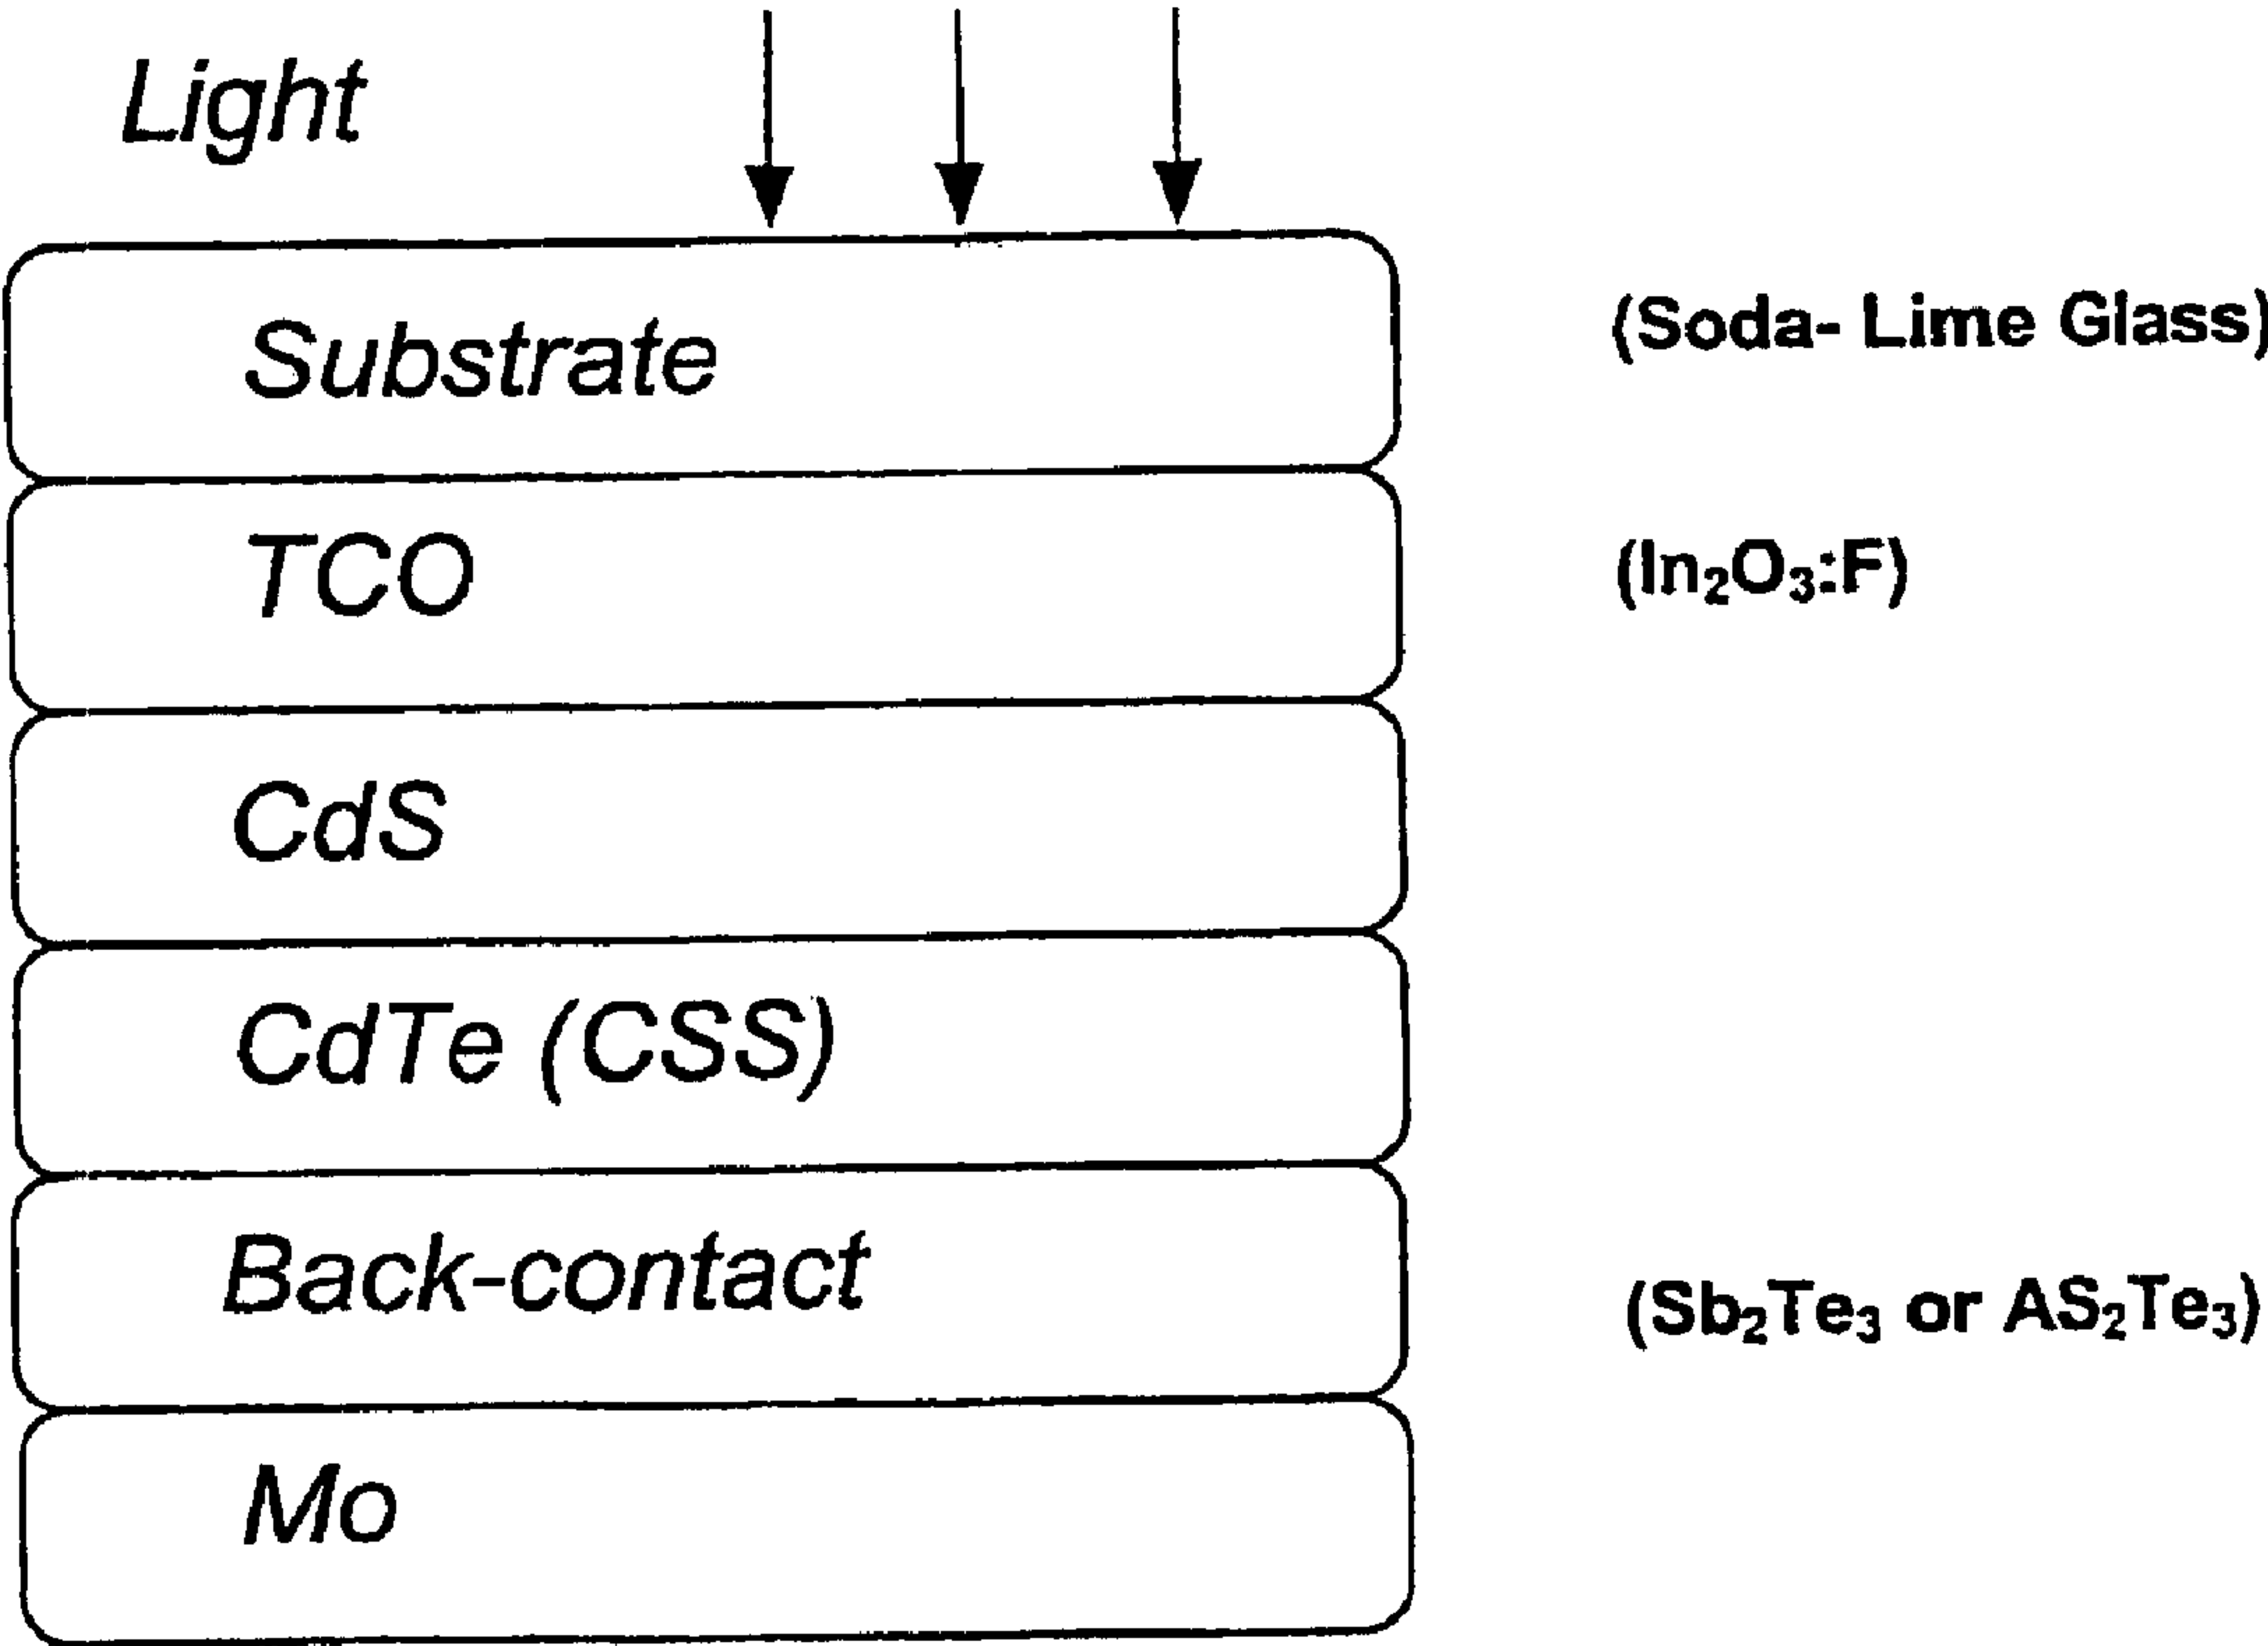 Light
Substrate
(Soda- Lime Glass)
TCO
(In₂O₃:F)
CdS
CdTe (CSS)
Back-contact
(Sb₂Te₃ or AS₂Te₃)
Mo